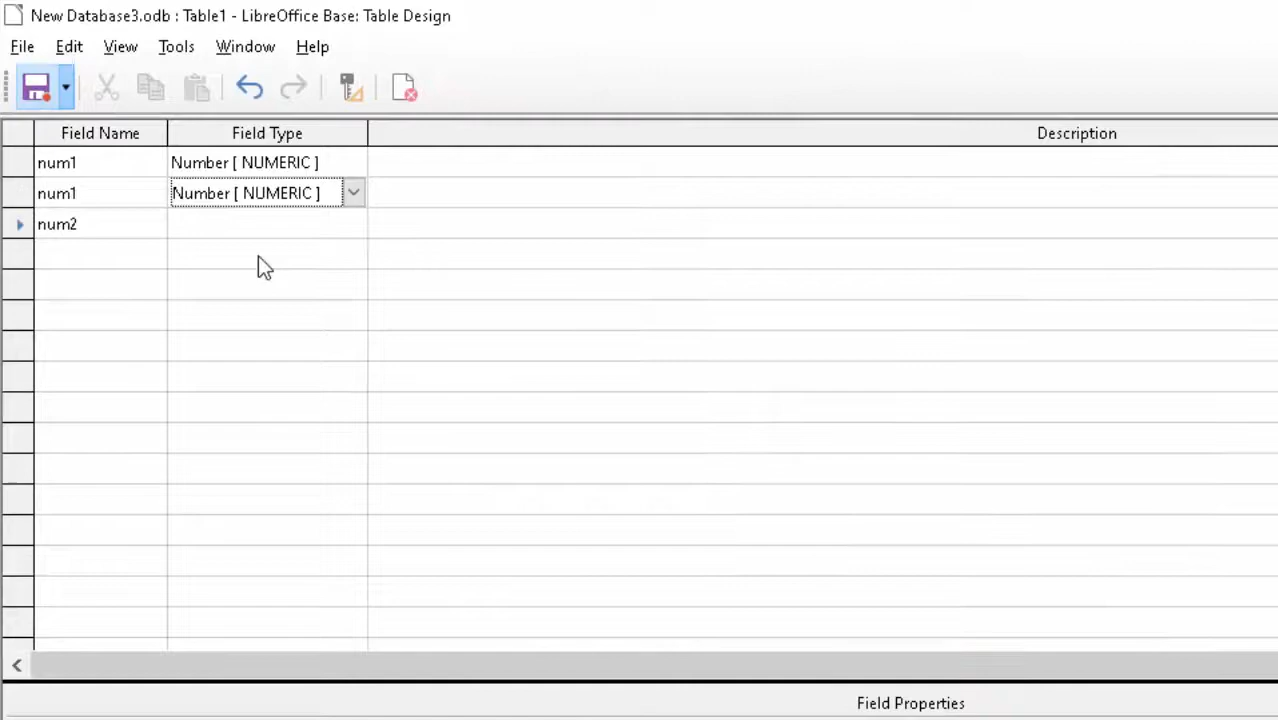 New Database3.odb : Table1 - LibreOffice Base: Table Design
File Edit View Tools Window Help
Field Name Field Type Description
num1 Number [ NUMERIC ]
num1 Number [ NUMERIC ]
num2
Field Properties